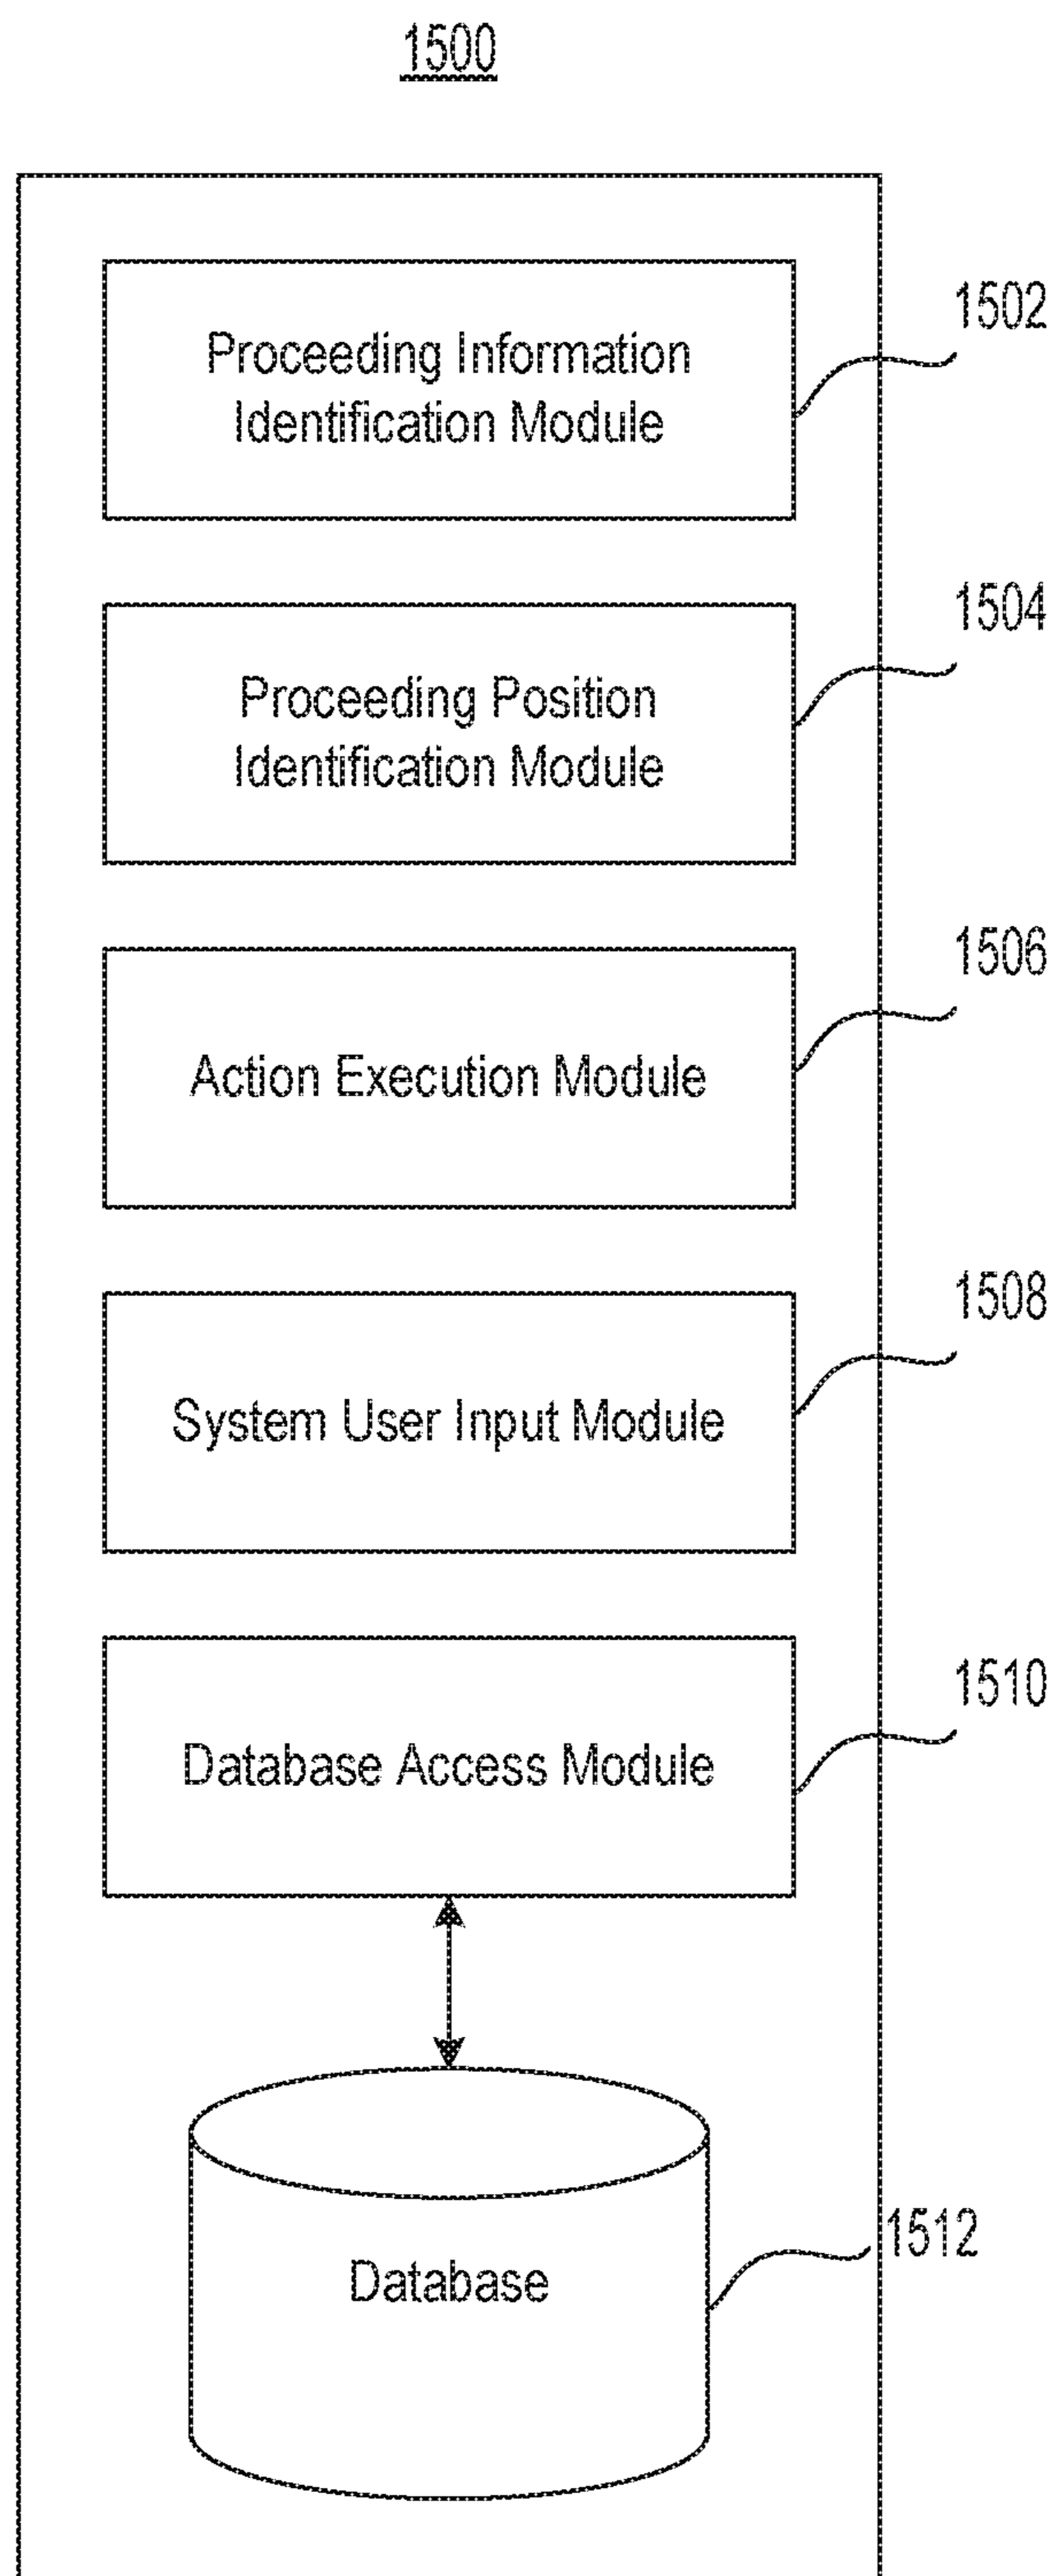 1500
Proceeding Information
Identification Module
1502
Proceeding Position
Identification Module
1504
Action Execution Module
1506
System User Input Module
1508
Database Access Module
1510
Database
1512